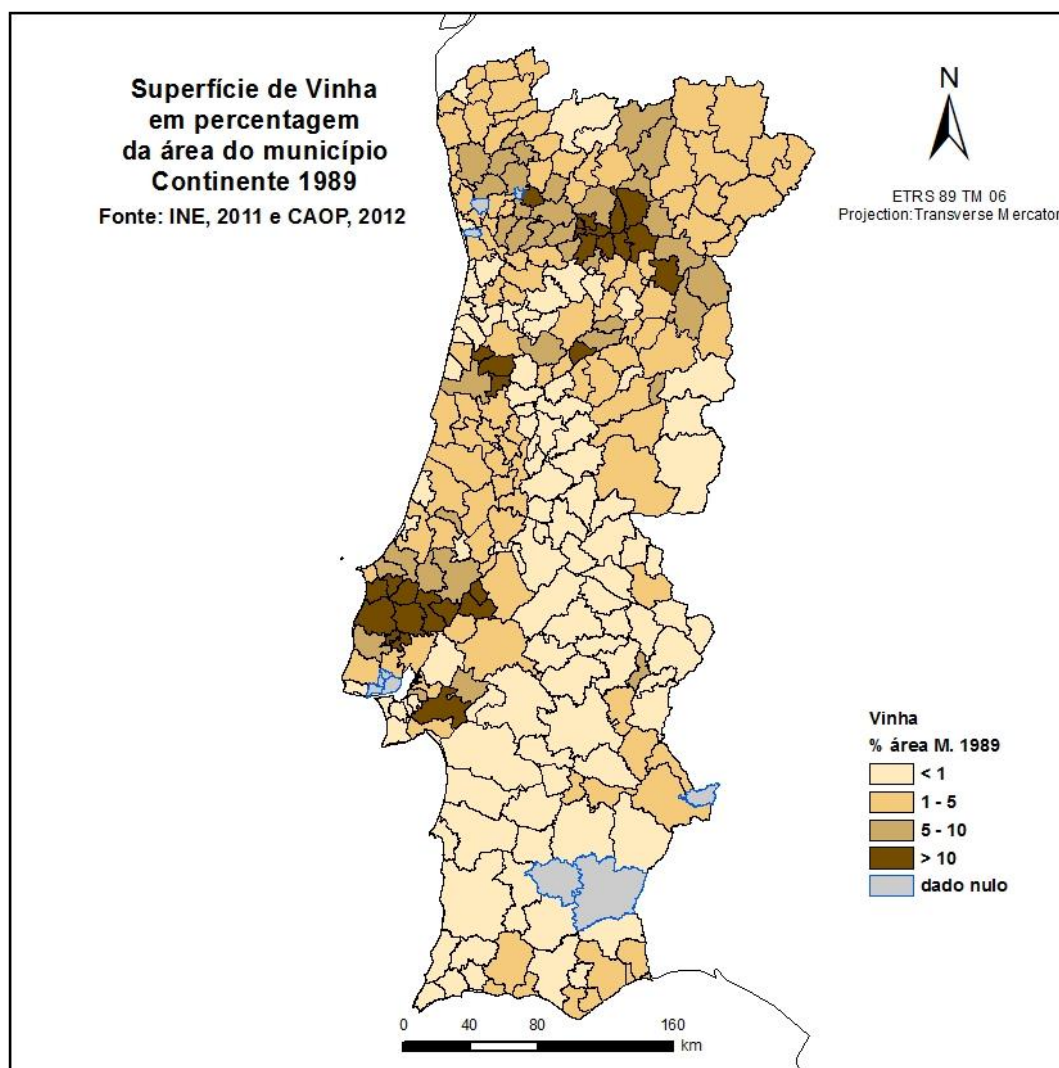 Superfície de Vinha
em percentagem
da área do município
Continente 1989
Fonte: INE, 2011 e CAOP, 2012
N
ETRS 89 TM 06
Projection:Transverse Mercator
Vinha
% área M. 1989
< 1
1 - 5
5 - 10
> 10
dado nulo
0 40 80 160
km